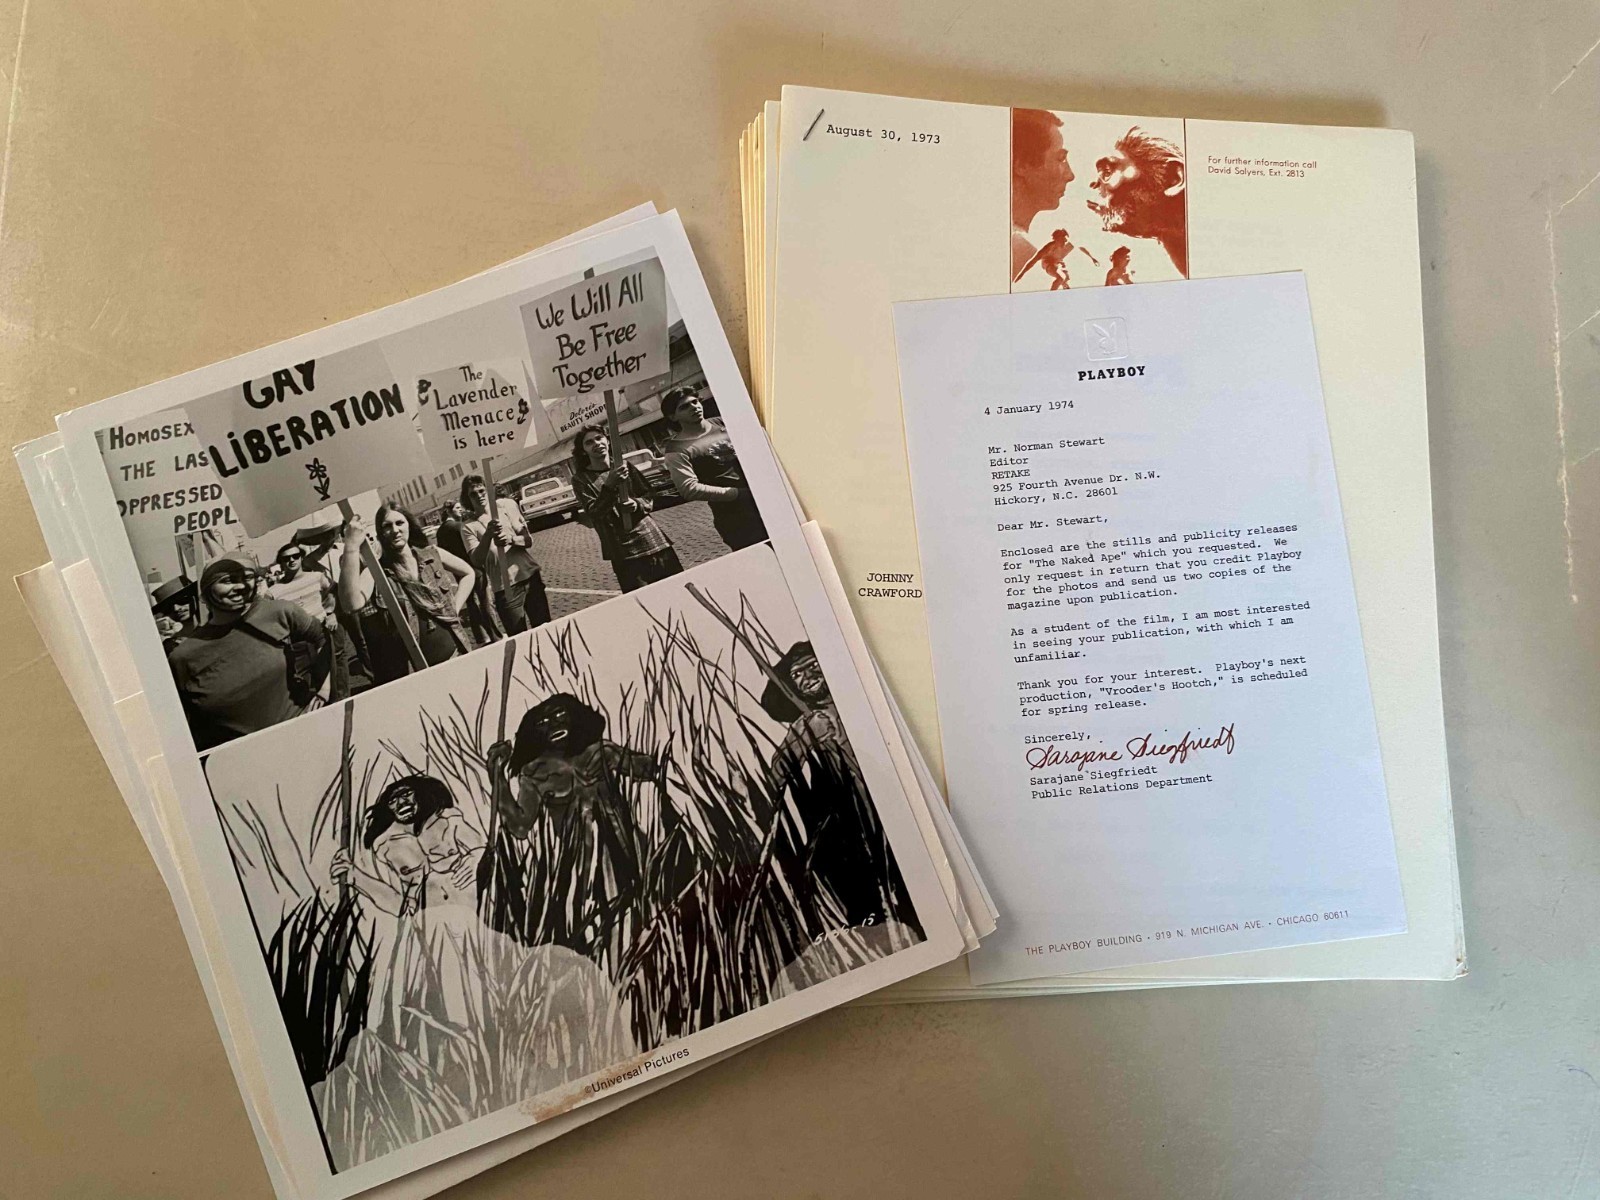 HOMOSEX
THE LAS
OPPRESSED
PEOPL
GAY
LIBERATION
The
Lavender
Menace
is here
We Will All
Be Free
Together
Delores
BEAUTY SHOP
©Universal Pictures
August 30, 1973
For further information call
David Solyers, Ext. 2813
JOHNNY
CRAWFORD
PLAYBOY
4 January 1974
Mr. Norman Stewart
Editor
RETAKE
925 Fourth Avenue Dr. N.W.
Hickory, N.C. 28601
Dear Mr. Stewart,
Enclosed are the stills and publicity releases
for "The Naked Ape" which you requested. We
only request in return that you credit Playboy
for the photos and send us two copies of the
magazine upon publication.
As a student of the film, I am most interested
in seeing your publication, with which I am
unfamiliar.
Thank you for your interest. Playboy's next
production, "Vrooder's Hootch," is scheduled
for spring release.
Sincerely,
Sarajane Siegfriedt
Sarajane Siegfriedt
Public Relations Department
THE PLAYBOY BUILDING • 919 N. MICHIGAN AVE. • CHICAGO 60611